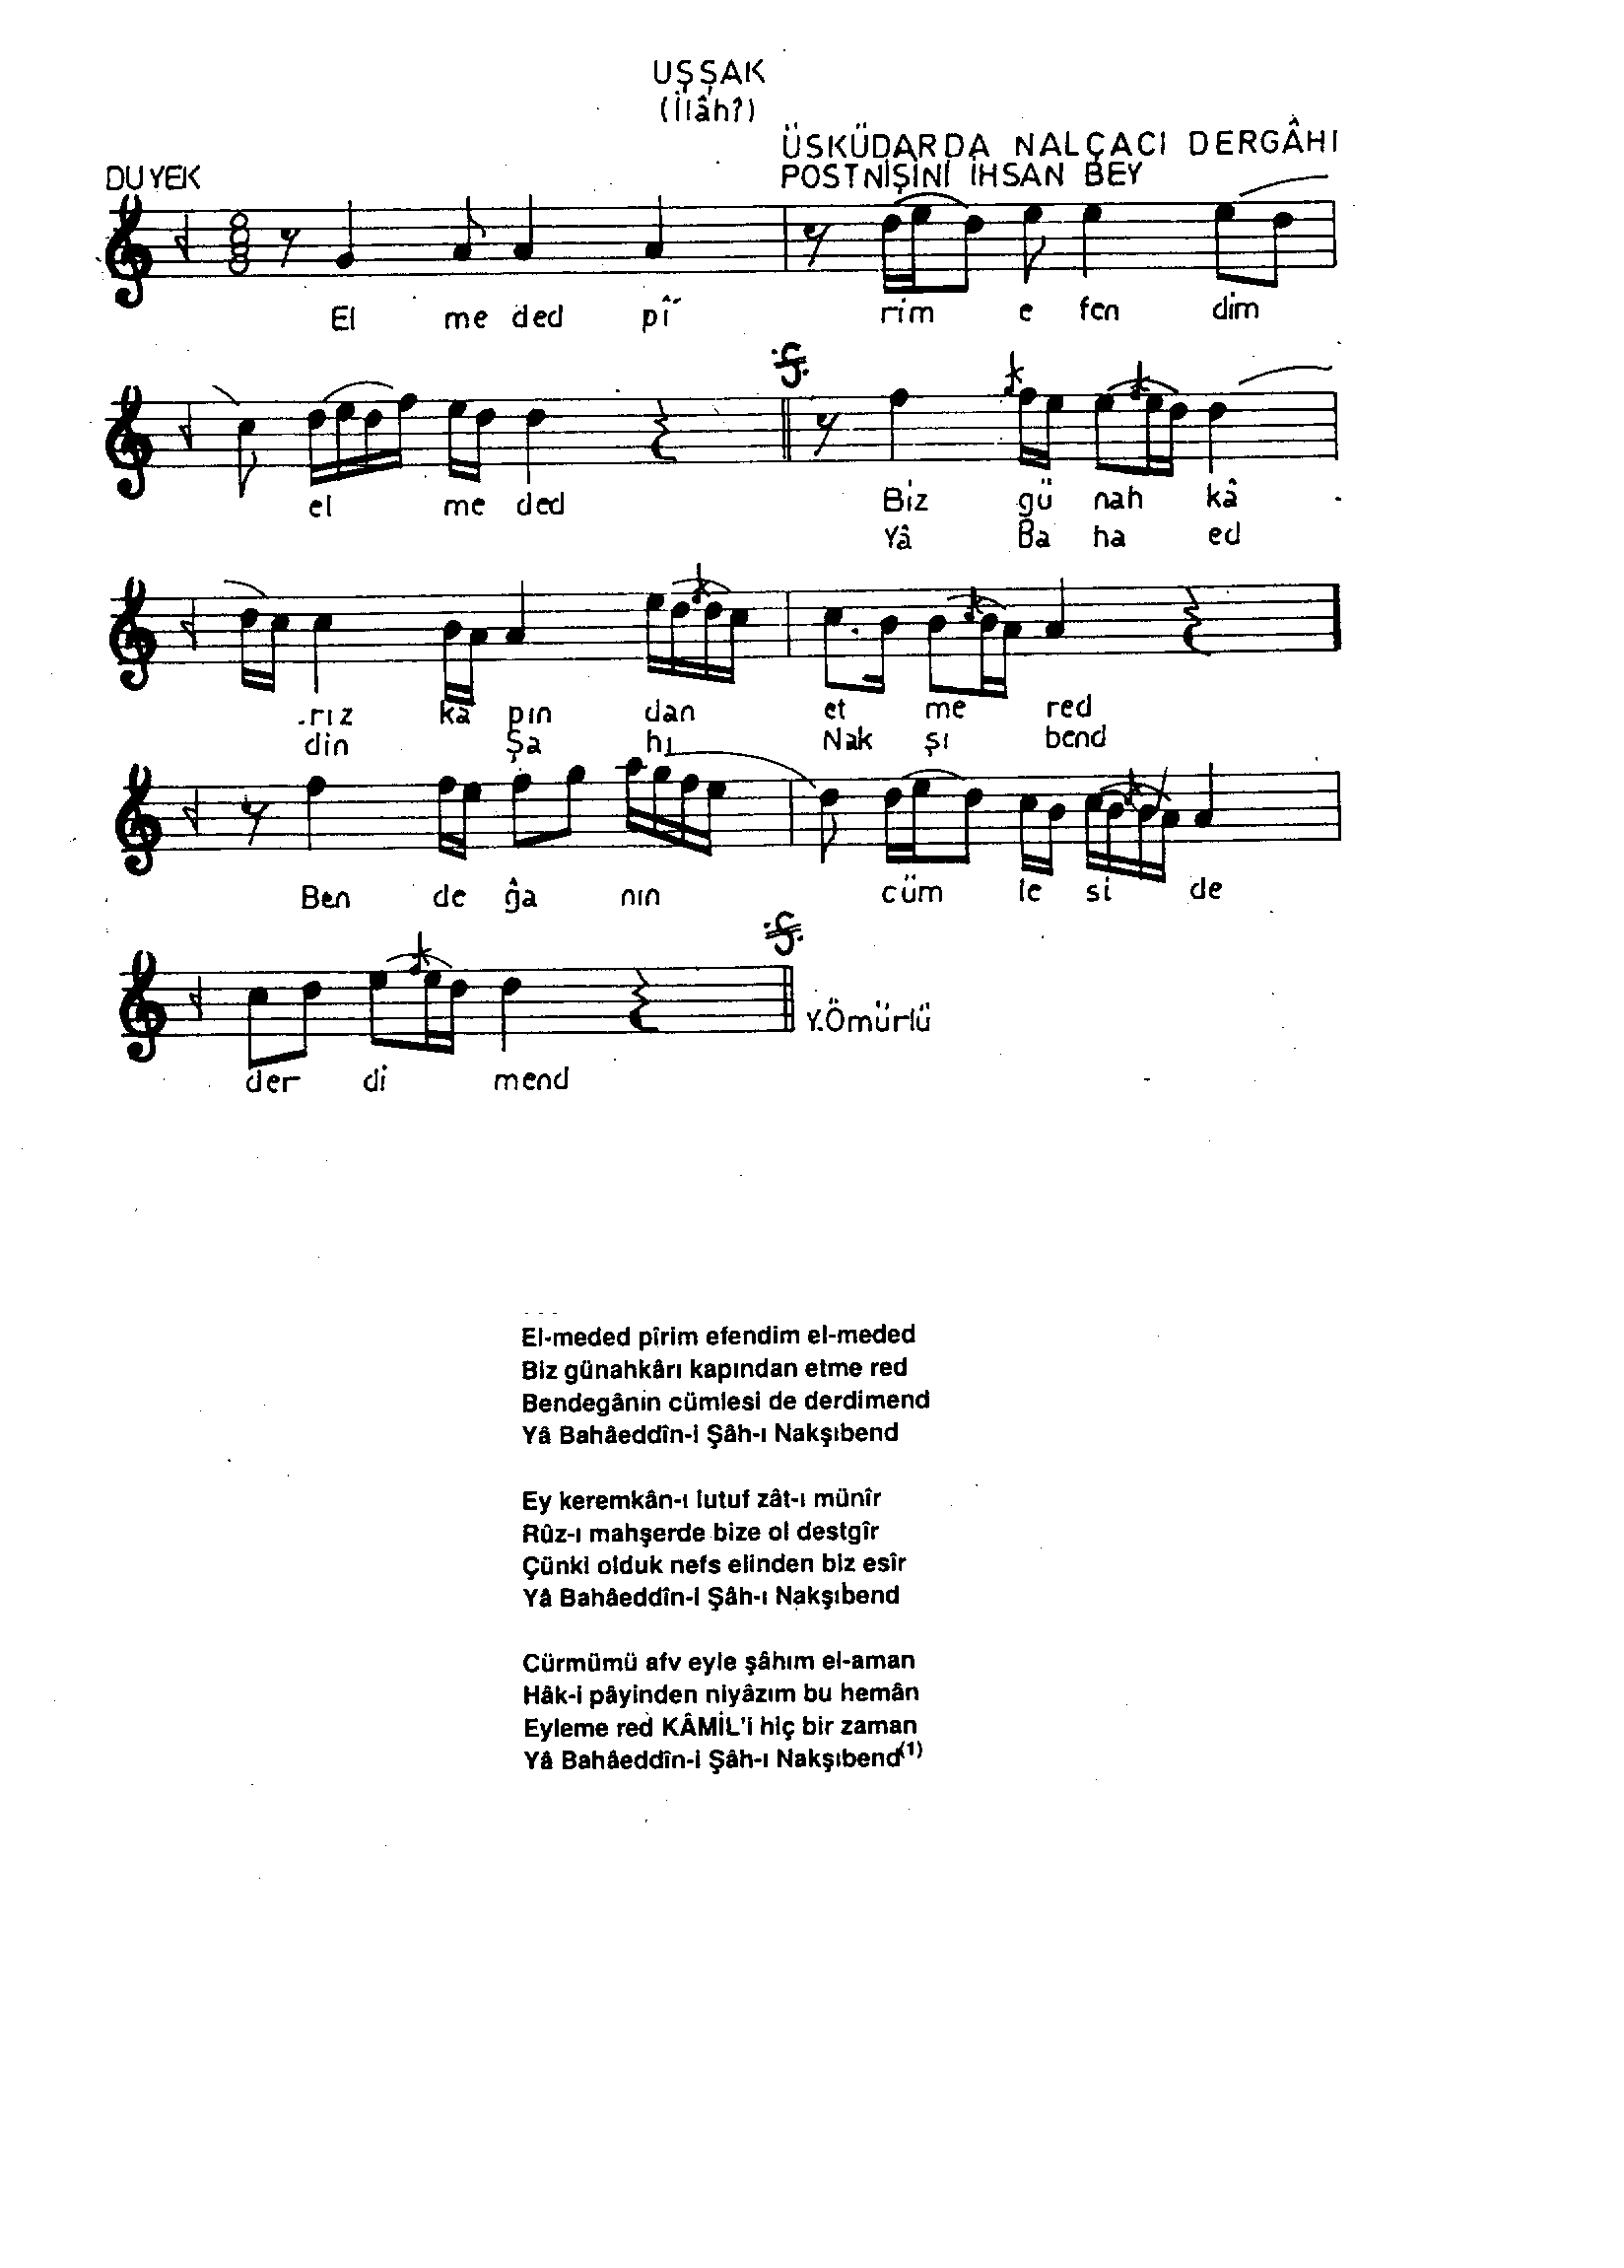 UŞŞAK
(İlâhî)
ÜSKÜDARDA NALÇACI DERGÂHI
DUYEK
POSTNİŞİNİ İHSAN BEY
El me ded pî rim e fen dim
el me ded Biz gü nah kâ
Yâ Ba ha ed
rız ka pın dan et me red
din Şa hı Nak şı bend
Ben de ĝa nın cüm le si de
Y.Ömürlü
der di mend
El-meded pîrim efendim el-meded
Biz günahkârı kapından etme red
Bendegânin cümlesi de derdimend
Yâ Bahâeddîn-i Şâh-ı Nakşıbend
Ey keremkân-ı lutuf zât-ı münîr
Rûz-ı mahşerde bize ol destgîr
Çünki olduk nefs elinden biz esîr
Yâ Bahâeddîn-i Şâh-ı Nakşıbend
Cürmümü afv eyle şâhım el-aman
Hâk-i pâyinden niyâzım bu hemân
Eyleme red KÂMİL'i hiç bir zaman
Yâ Bahâeddîn-i Şâh-ı Nakşıbend(1)